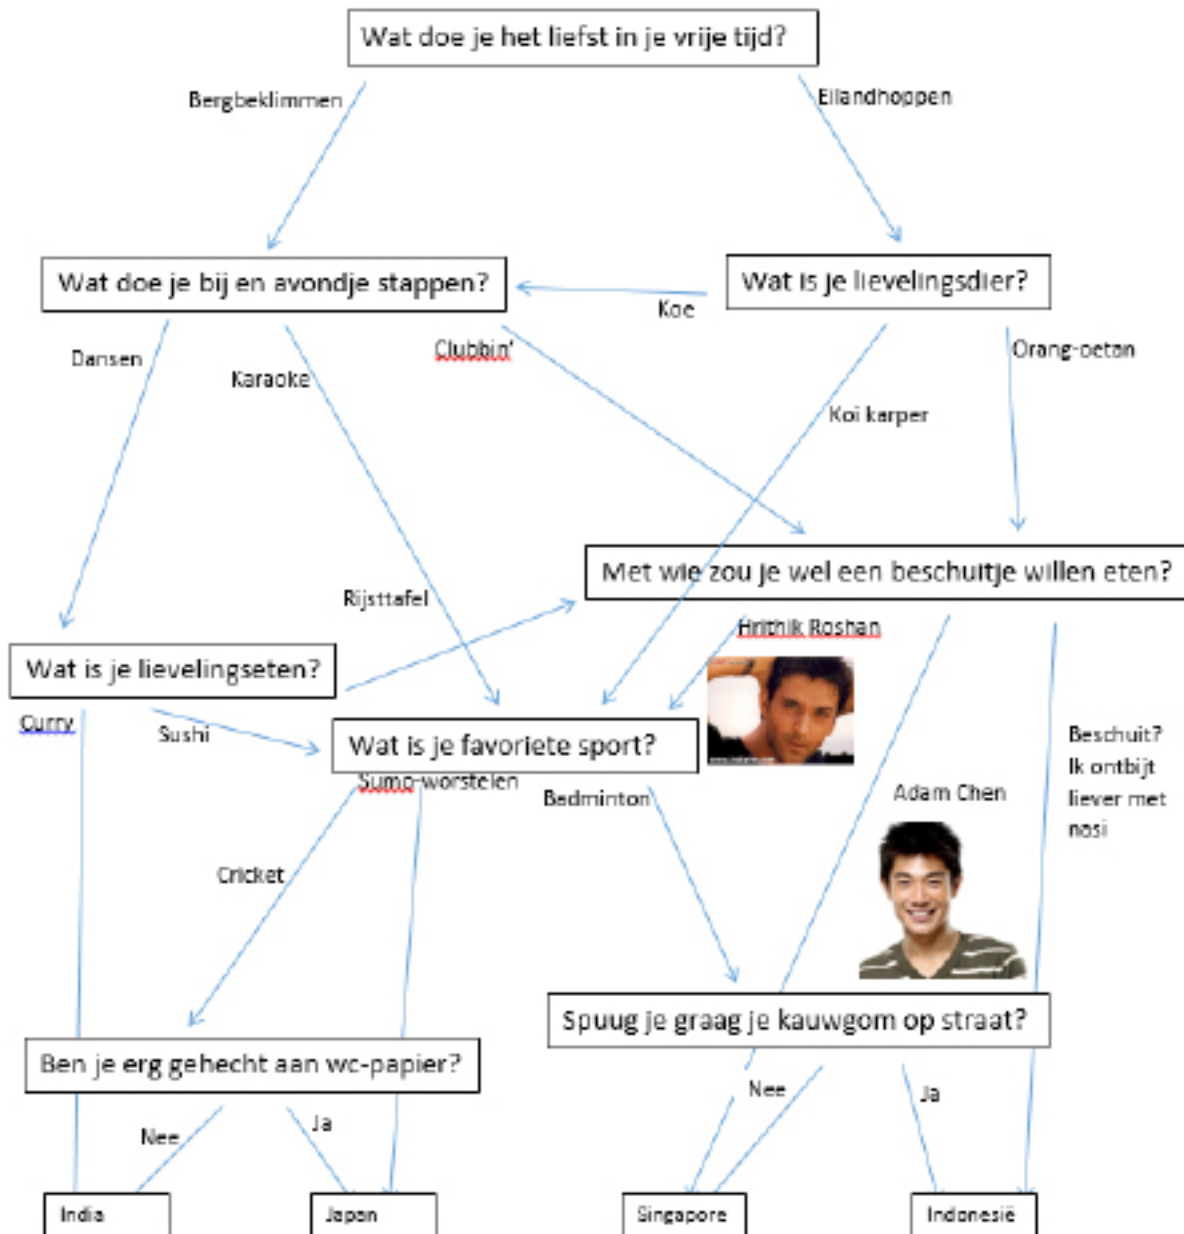 Wat doe je het liefst in je vrije tijd?
Bergbeklimmen
Eilandhoppen
Wat doe je bij en avondje stappen?
Wat is je lievelingsdier?
Koe
Dansen
Karaoke
Clubbin'
Orang-oetan
Koi karper
Met wie zou je wel een beschuitje willen eten?
Rijsttafel
Hrithik Roshan
Wat is je lievelingseten?
Curry
Sushi
Wat is je favoriete sport?
Sumo-worstelen
Badminton
Beschuit?
Ik ontbijt
liever met
nasi
Adam Chen
Cricket
Spuug je graag je kauwgom op straat?
Ben je erg gehecht aan wc-papier?
Nee
Ja
Nee
Ja
India
Japan
Singapore
Indonesië